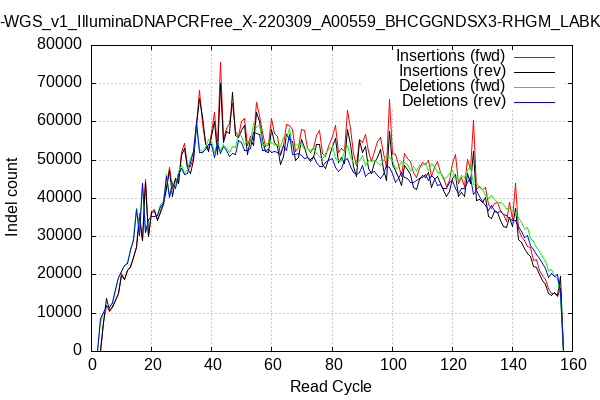 -WGS_v1_IlluminaDNAPCRFree_X-220309_A00559_BHCGGNDSX3-RHGM_LABK
Insertions (fwd)
Insertions (rev)
Deletions (fwd)
Deletions (rev)
80000
70000
60000
50000
40000
30000
20000
10000
0
Indel count
0 20 40 60 80 100 120 140 160
Read Cycle